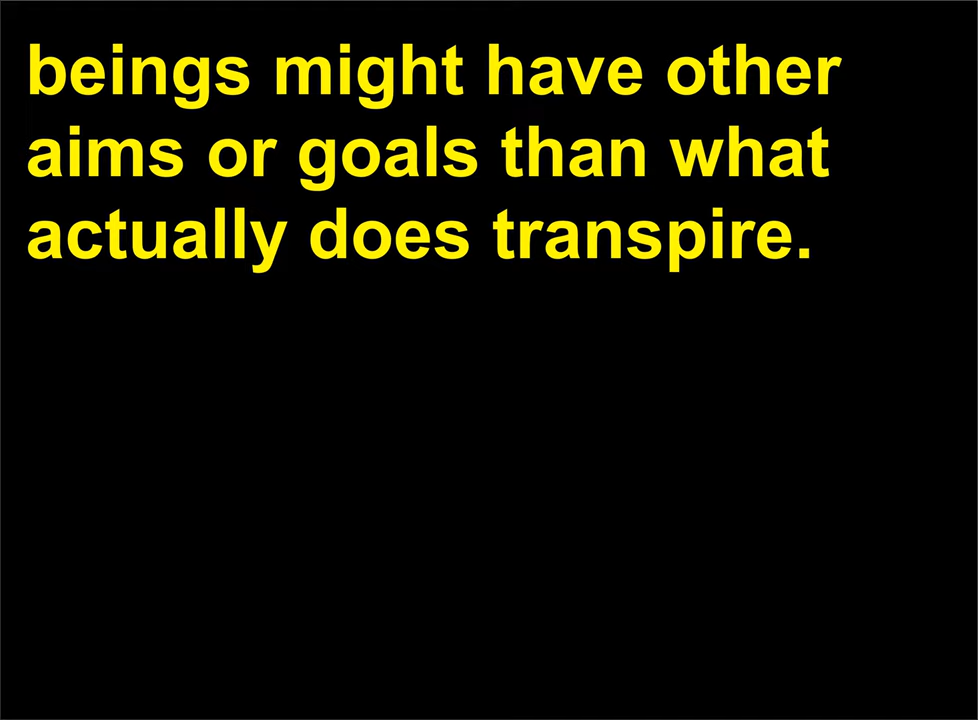 beings might have other
aims or goals than what
actually does transpire.